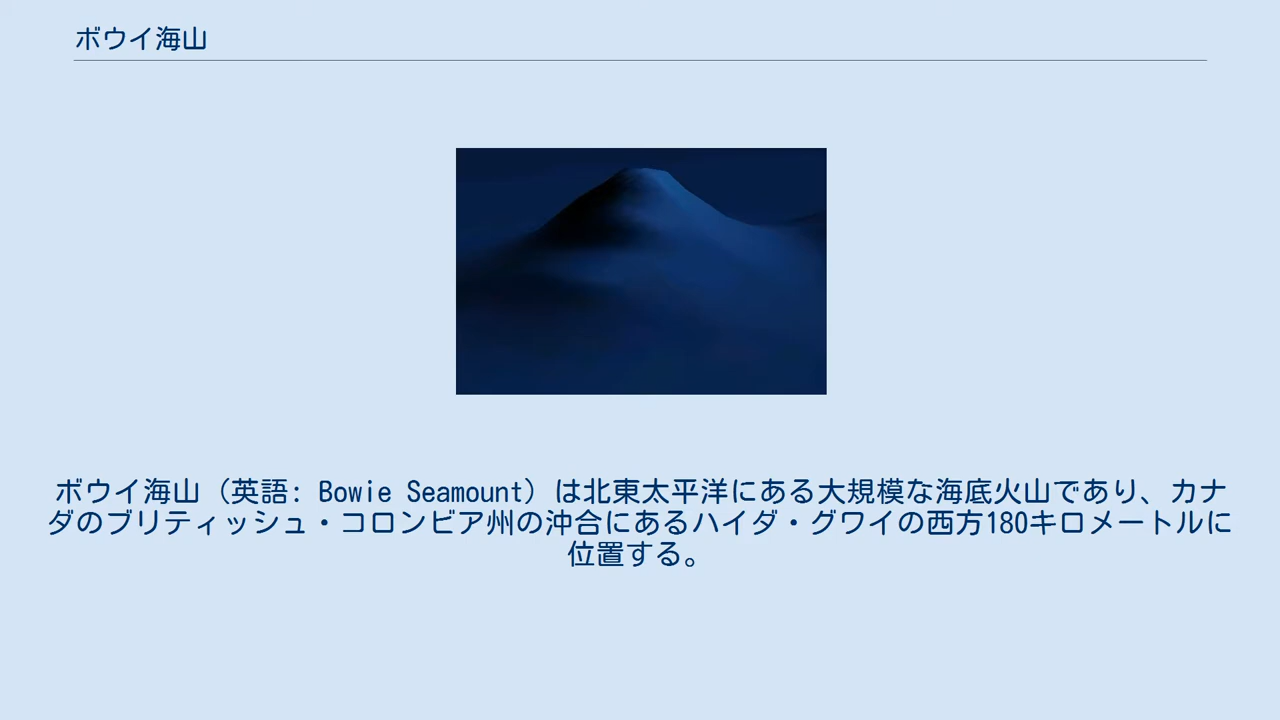 ボウイ海山
ボウイ海山（英語: Bowie Seamount）は北東太平洋にある大規模な海底火山であり、カナ
ダのブリティッシュ・コロンビア州の沖合にあるハイダ・グワイの西方180キロメートルに
位置する。